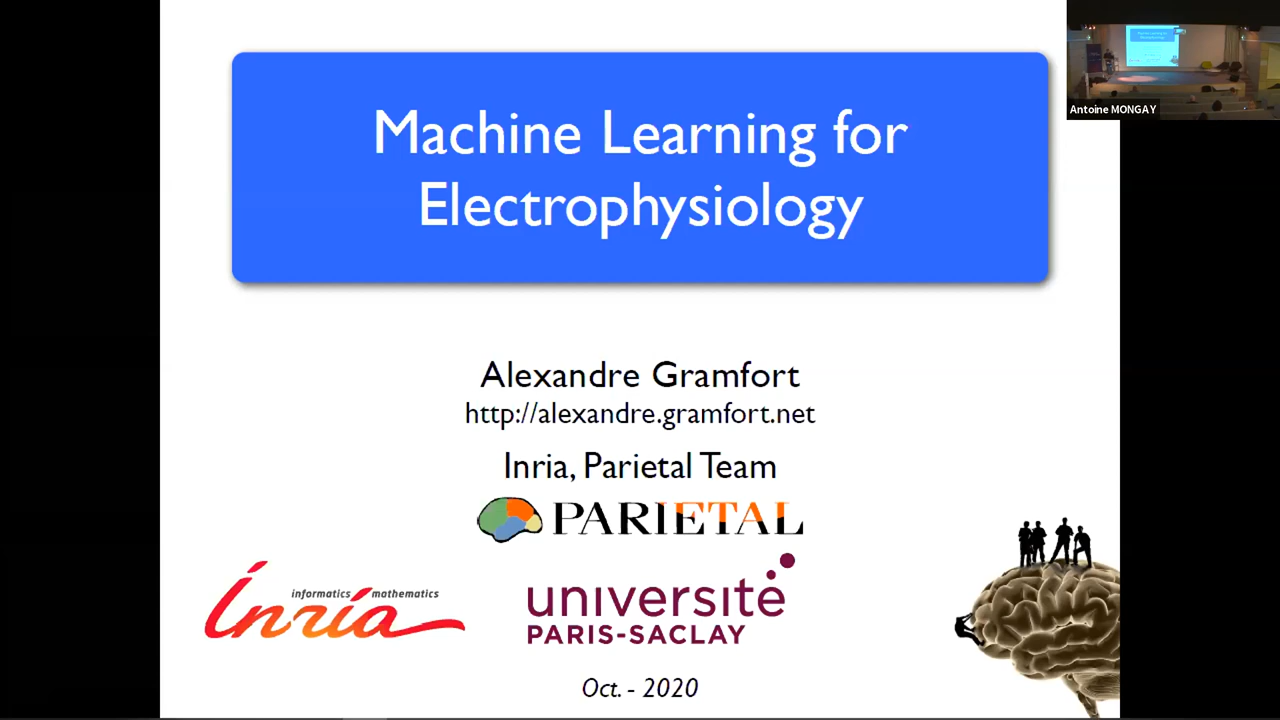 Machine Learning for
Electrophysiology
Antoine MONGAY
Alexandre Gramfort
http://alexandre.gramfort.net
Inria, Parietal Team
PARIETAL
informatics mathematics
Inria
université
PARIS-SACLAY
Oct. - 2020